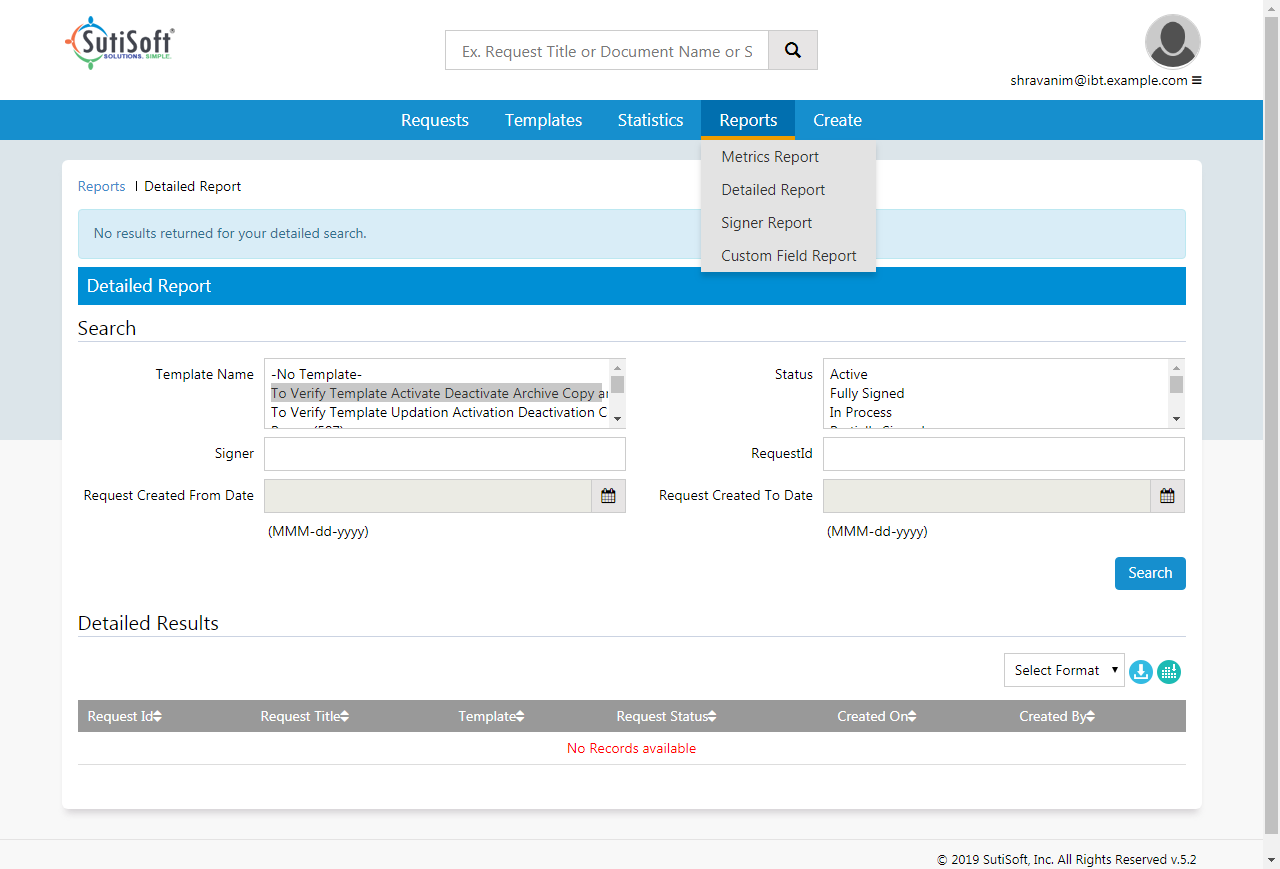 SutiSoft®
SOLUTIONS. SIMPLE.
Ex. Request Title or Document Name or S
shravanim@ibt.example.com
Requests Templates Statistics Reports Create
Metrics Report
Detailed Report
Signer Report
Custom Field Report
Reports | Detailed Report
No results returned for your detailed search.
Detailed Report
Search
Template Name
-No Template-
To Verify Template Activate Deactivate Archive Copy
To Verify Template Updation Activation Deactivation C
Status
Active
Fully Signed
In Process
Partially Signed
Signer
RequestId
Request Created From Date
(MMM-dd-yyyy)
Request Created To Date
(MMM-dd-yyyy)
Search
Detailed Results
Select Format
Request Id Request Title Template Request Status Created On Created By
No Records available
© 2019 SutiSoft, Inc. All Rights Reserved v.5.2